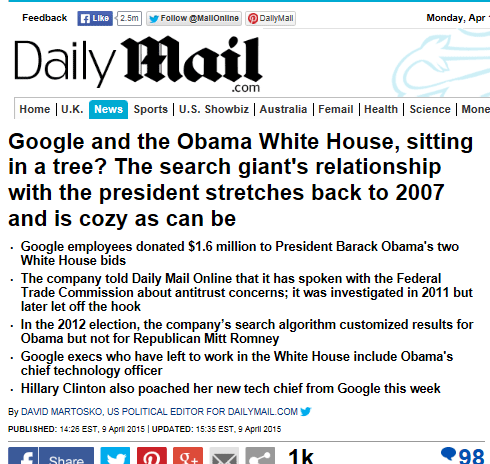 Facebook Like 2.5m Follow @MailOnline DailyMail Monday, Apr
Daily Mail
.com
Home U.K. News Sports U.S. Showbiz Australia Femail Health Science Mone
Google and the Obama White House, sitting
in a tree? The search giant's relationship
with the president stretches back to 2007
and is cozy as can be
· Google employees donated $1.6 million to President Barack Obama's two
White House bids
· The company told Daily Mail Online that it has spoken with the Federal
Trade Commission about antitrust concerns; it was investigated in 2011 but
later let off the hook
· In the 2012 election, the company's search algorithm customized results for
Obama but not for Republican Mitt Romney
· Google execs who have left to work in the White House include Obama's
chief technology officer
· Hillary Clinton also poached her new tech chief from Google this week
By DAVID MARTOSKO, US POLITICAL EDITOR FOR DAILYMAIL.COM
PUBLISHED: 14:26 EST, 9 April 2015 | UPDATED: 15:35 EST, 9 April 2015
Share 1k 98